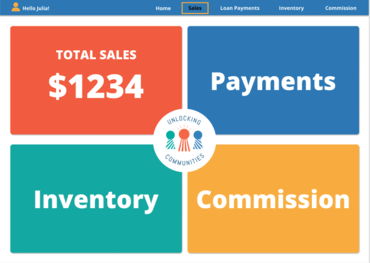 Hello Julia!
Home
Sales
Loan Payments
Inventory
Commission
TOTAL SALES
$1234
Payments
UNLOCKING
COMMUNITIES
Inventory
Commission